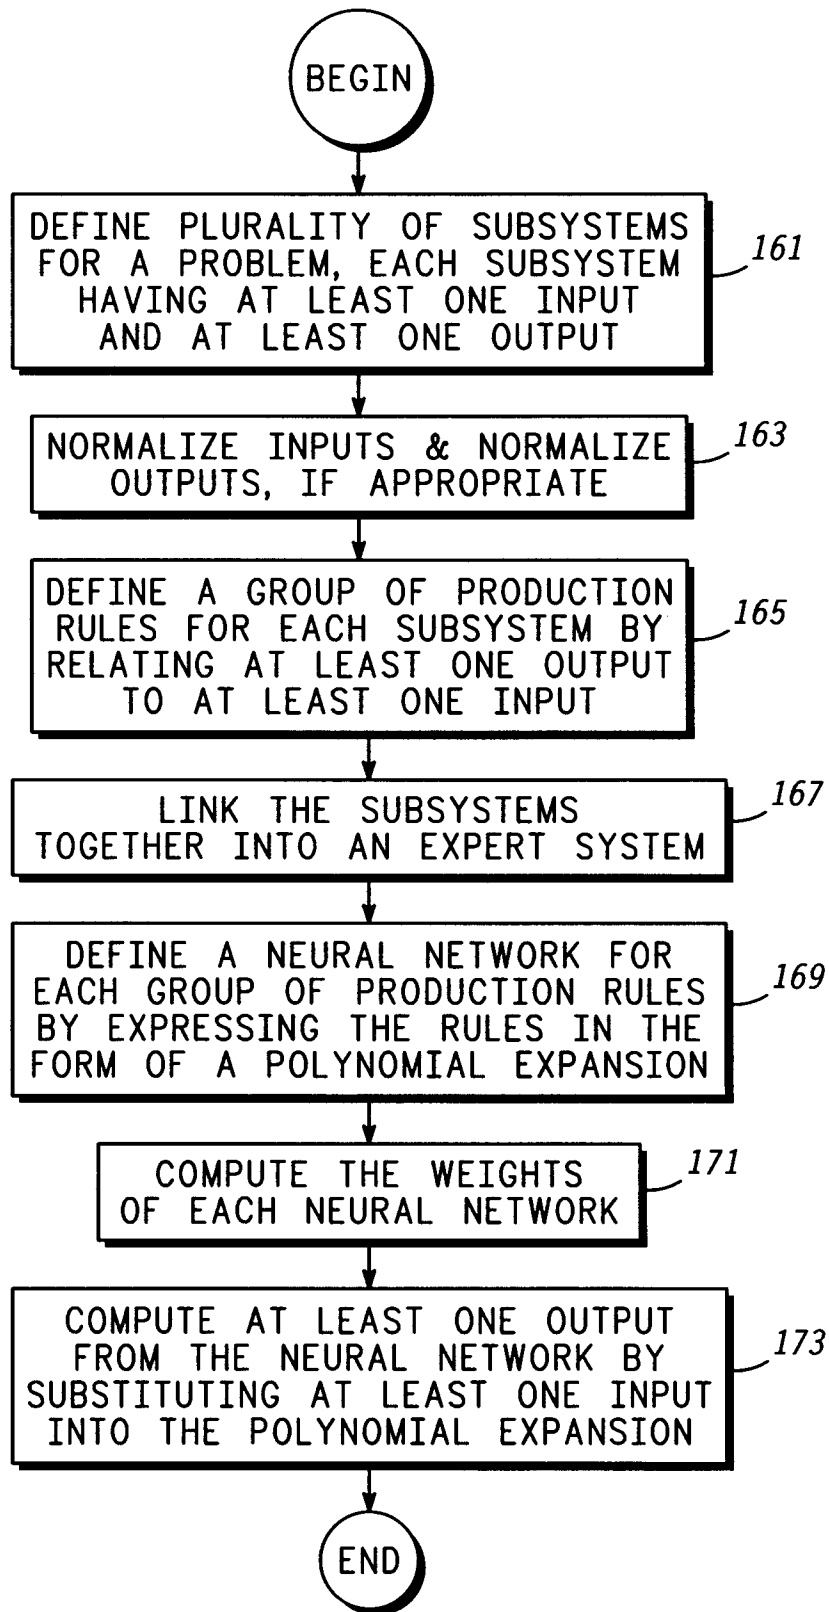 BEGIN
DEFINE PLURALITY OF SUBSYSTEMS
FOR A PROBLEM, EACH SUBSYSTEM
HAVING AT LEAST ONE INPUT
AND AT LEAST ONE OUTPUT
161
NORMALIZE INPUTS & NORMALIZE
OUTPUTS, IF APPROPRIATE
163
DEFINE A GROUP OF PRODUCTION
RULES FOR EACH SUBSYSTEM BY
RELATING AT LEAST ONE OUTPUT
TO AT LEAST ONE INPUT
165
LINK THE SUBSYSTEMS
TOGETHER INTO AN EXPERT SYSTEM
167
DEFINE A NEURAL NETWORK FOR
EACH GROUP OF PRODUCTION RULES
BY EXPRESSING THE RULES IN THE
FORM OF A POLYNOMIAL EXPANSION
169
COMPUTE THE WEIGHTS
OF EACH NEURAL NETWORK
171
COMPUTE AT LEAST ONE OUTPUT
FROM THE NEURAL NETWORK BY
SUBSTITUTING AT LEAST ONE INPUT
INTO THE POLYNOMIAL EXPANSION
173
END